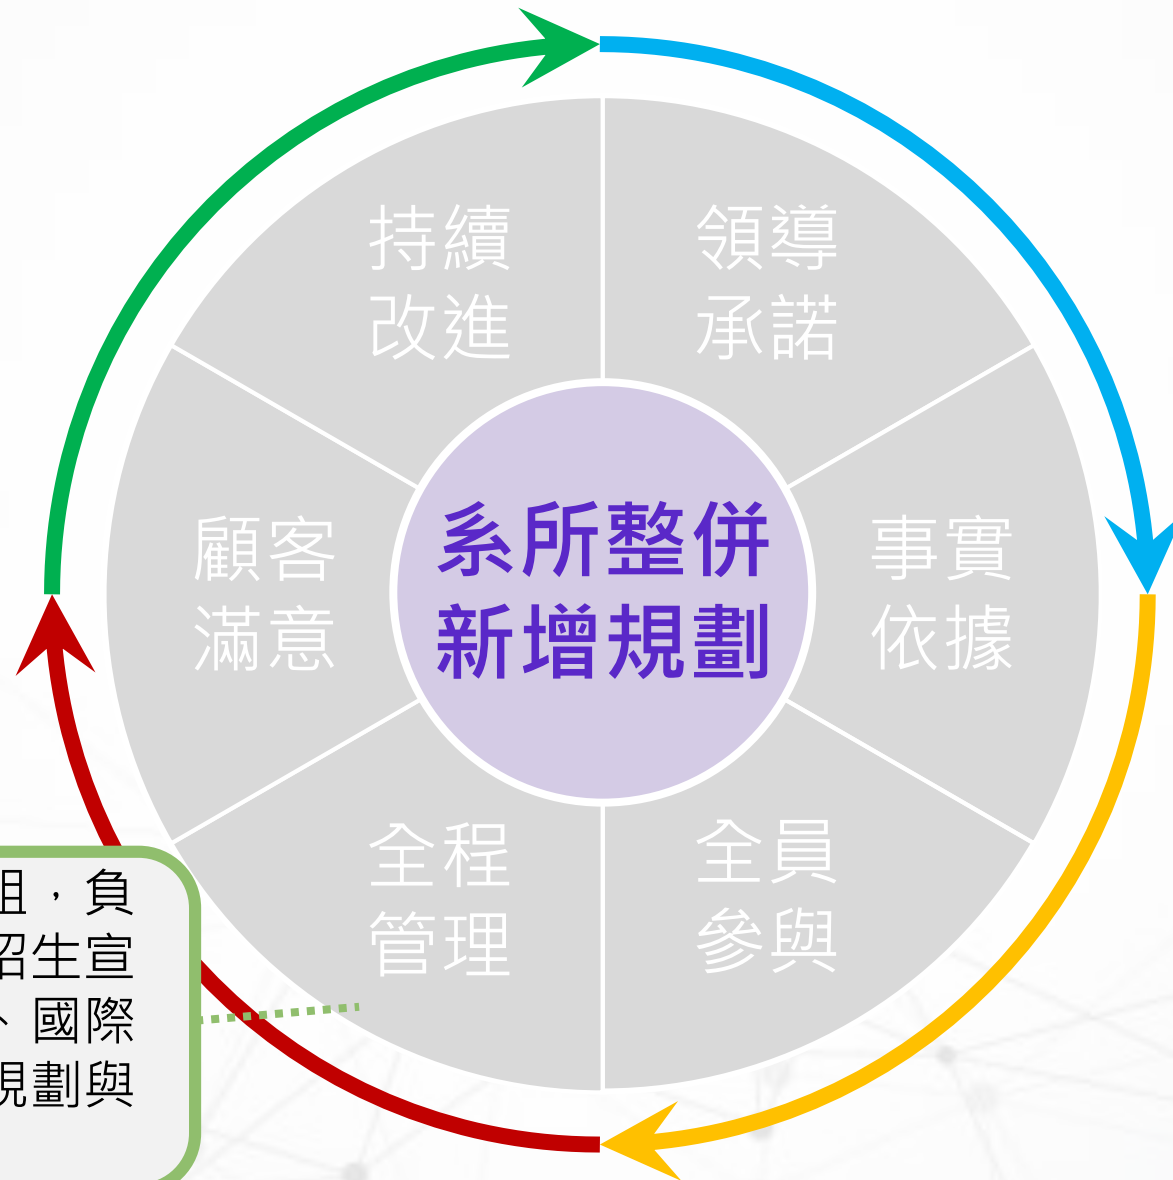 持續
改進
領導
承諾
顧客
滿意
系所整併
新增規劃
事實
依據
全程
管理
全員
參與
組，負
招生宣
、國際
規劃與